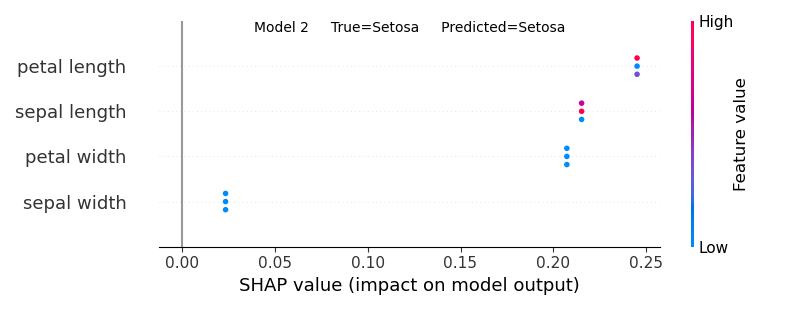 Model 2 True=Setosa Predicted=Setosa
High
petal length
sepal length
petal width
sepal width
Feature value
Low
0.00 0.05 0.10 0.15 0.20 0.25
SHAP value (impact on model output)